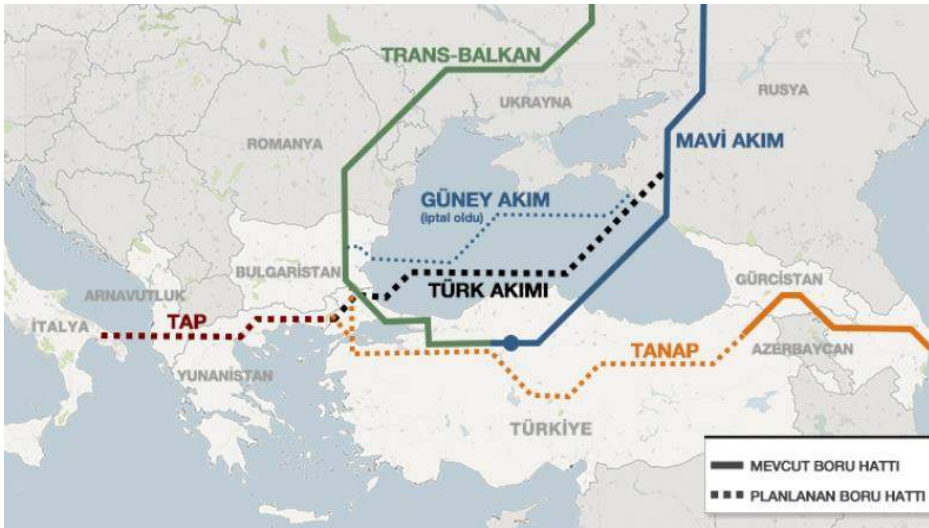 TRANS-BALKAN
UKRAYNA
RUSYA
ROMANYA
MAVİ AKIM
GÜNEY AKIM
(iptal oldu)
BULGARİSTAN
TÜRK AKIMI
GÜRCİSTAN
ARNAVUTLUK
İTALYA
TAP
TANAP
AZERBAYCAN
YUNANİSTAN
TÜRKİYE
MEVCUT BORU HATTI
PLANLANAN BORU HATTI